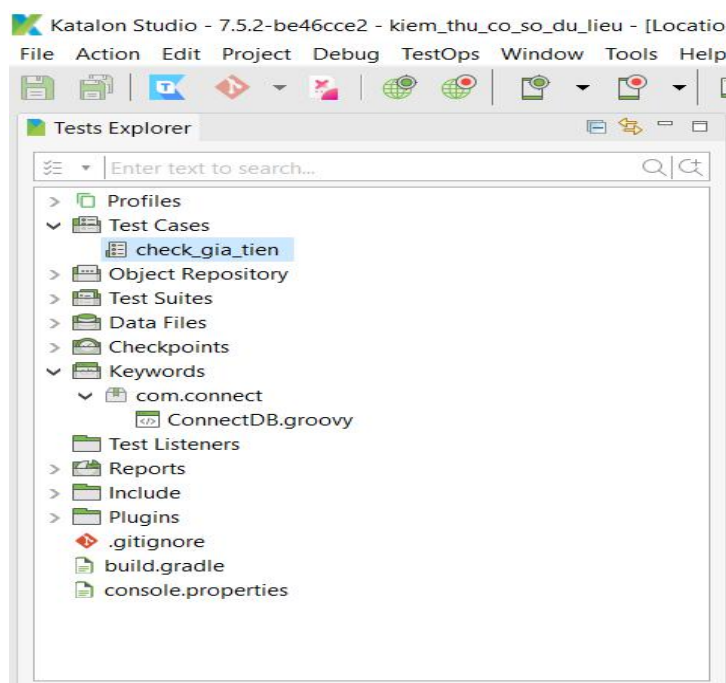 Katalon Studio - 7.5.2-be46cce2 - kiem_thu_co_so_du_lieu - [Locatio
File Action Edit Project Debug TestOps Window Tools Help
Tests Explorer
Enter text to search...
Profiles
Test Cases
check_gia_tien
Object Repository
Test Suites
Data Files
Checkpoints
Keywords
com.connect
ConnectDB.groovy
Test Listeners
Reports
Include
Plugins
.gitignore
build.gradle
console.properties